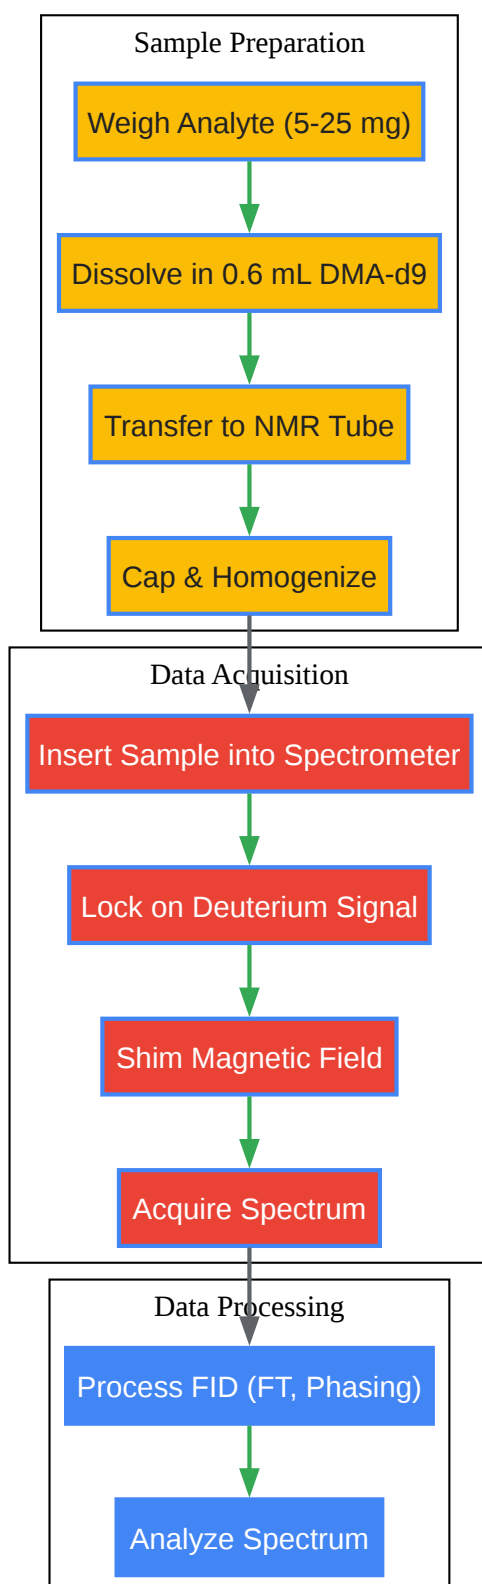 Sample Preparation
Weigh Analyte (5-25 mg)
Dissolve in 0.6 mL DMA-d9
Transfer to NMR Tube
Cap & Homogenize
Data Acquisition
Insert Sample into Spectrometer
Lock on Deuterium Signal
Shim Magnetic Field
Acquire Spectrum
Data Processing
Process FID (FT, Phasing)
Analyze Spectrum